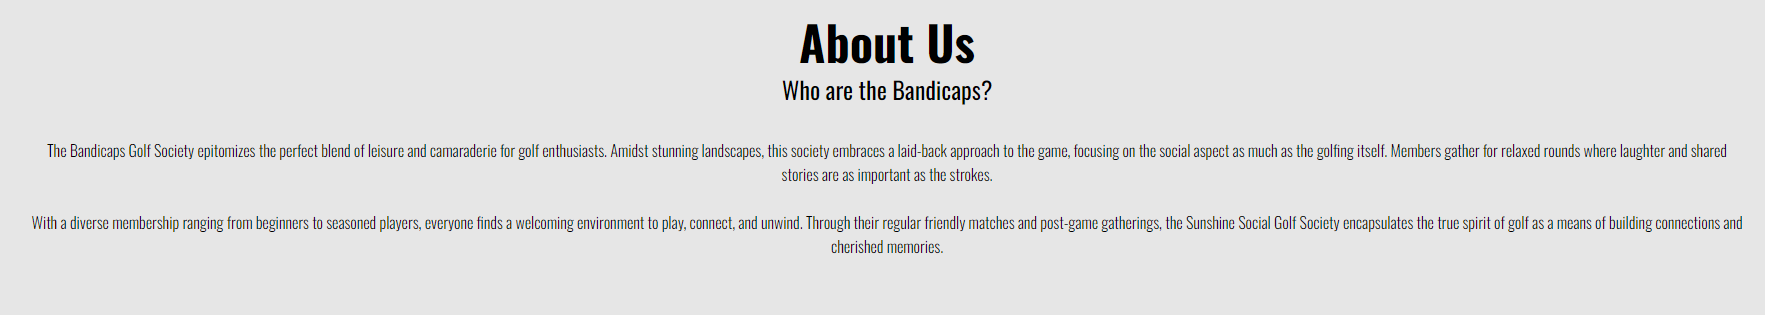 About Us
Who are the Bandicaps?
The Bandicaps Golf Society epitomizes the perfect blend of leisure and camaraderie for golf enthusiasts. Amidst stunning landscapes, this society embraces a laid-back approach to the game, focusing on the social aspect as much as the golfing itself. Members gather for relaxed rounds where laughter and shared
stories are as important as the strokes.
With a diverse membership ranging from beginners to seasoned players, everyone finds a welcoming environment to play, connect, and unwind. Through their regular friendly matches and post-game gatherings, the Sunshine Social Golf Society encapsulates the true spirit of golf as a means of building connections and
cherished memories.